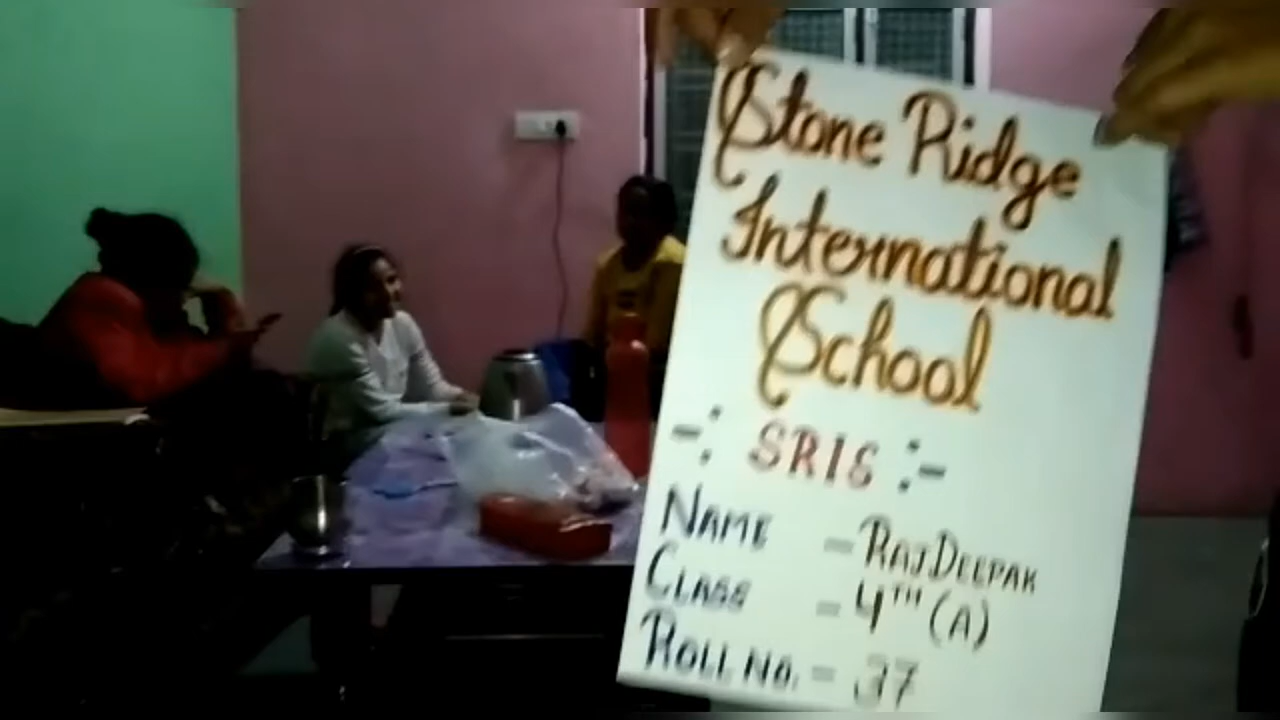 Stone Ridge
International
School
-: SRIS :-
NAME - RAJDEEPAK
CLASS - 4TH (A)
ROLL NO. - 37